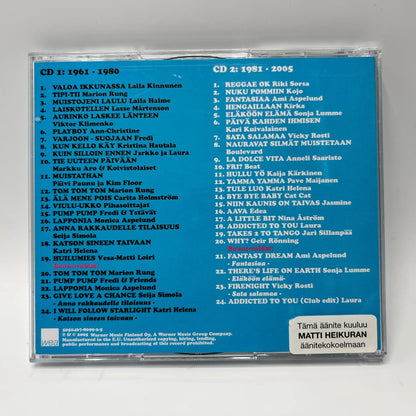 CD 1: 1961 - 1980
1. VALOA IKKUNASSA Laila Kinnunen
2. TIPI-TII Marion Rung
3. MUISTOJENI LAULU Laila Halme
4. LAISKOTELLEN Lasse Mårtenson
5. AURINKO LASKEE LÄNTEEN
Viktor Klimenko
6. PLAYBOY Ann-Christine
7. VARJOON - SUOJAAN Fredi
8. KUN KELLO KÄY Kristina Hautala
9. KUIN SILLOIN ENNEN Jarkko ja Laura
10. TIE UUTEEN PÄIVÄÄN
Markku Aro & Koivistolaiset
11. MUISTATHAN
Päivi Paunu ja Kim Floor
12. TOM TOM TOM Marion Rung
13. ÄLÄ MENE POIS Carita Holmström
14. VIULU-UKKO Pihasoittajat
15. PUMP PUMP Fredi & Ystävät
16. LAPPONIA Monica Aspelund
17. ANNA RAKKAUDELLE TILAISUUS
Seija Simola
18. KATSON SINEEN TAIVAAN
Katri Helena
19. HUILUMIES Vesa-Matti Loiri
20. TOM TOM TOM Marion Rung
21. PUMP PUMP Fredi & Friends
22. LAPPONIA Monica Aspelund
23. GIVE LOVE A CHANCE Seija Simola
- Anna rakkaudelle tilaisuus -
24. I WILL FOLLOW STARLIGHT Katri Helena
- Katson sineen taivaan -
CD 2: 1981 - 2005
1. REGGAE OK Riki Sorsa
2. NUKU POMMIIN Kojo
3. FANTASIAA Ami Aspelund
4. HENGAILLAAN Kirka
5. ELÄKÖÖN ELÄMÄ Sonja Lumme
6. PÄIVÄ KAHDEN IHMISEN
Kari Kuivalainen
7. SATA SALAMAA Vicky Rosti
8. NAURAVAT SILMÄT MUISTETAAN
Boulevard
9. LA DOLCE VITA Anneli Saaristo
10. FRI? Beat
11. HULLU YÖ Kaija Kärkinen
12. YAMMA YAMMA Pave Maijanen
13. TULE LUO Katri Helena
14. BYE BYE BABY Cat Cat
15. NIIN KAUNIS ON TAIVAS Jasmine
16. AAVA Edea
17. A LITTLE BIT Nina Åström
18. ADDICTED TO YOU Laura
19. TAKES 2 TO TANGO Jari Sillanpää
20. WHY? Geir Rönning
21. FANTASY DREAM Ami Aspelund
- Fantasiaa -
22. THERE'S LIFE ON EARTH Sonja Lumme
- Eläköön elämä-
23. FIRENIGHT Vicky Rosti
- Sata salamaa -
24. ADDICTED TO YOU (Club edit) Laura
℗ & © 2005 Warner Music Finland Oy, A Warner Music Group Company.
Manufactured in the E.U. Unauthorized copying, hiring, lending,
public performance and broadcasting of this record prohibited.
wea
Tämä äänite kuuluu
MATTI HEIKURAN
äänitekokoelmaan